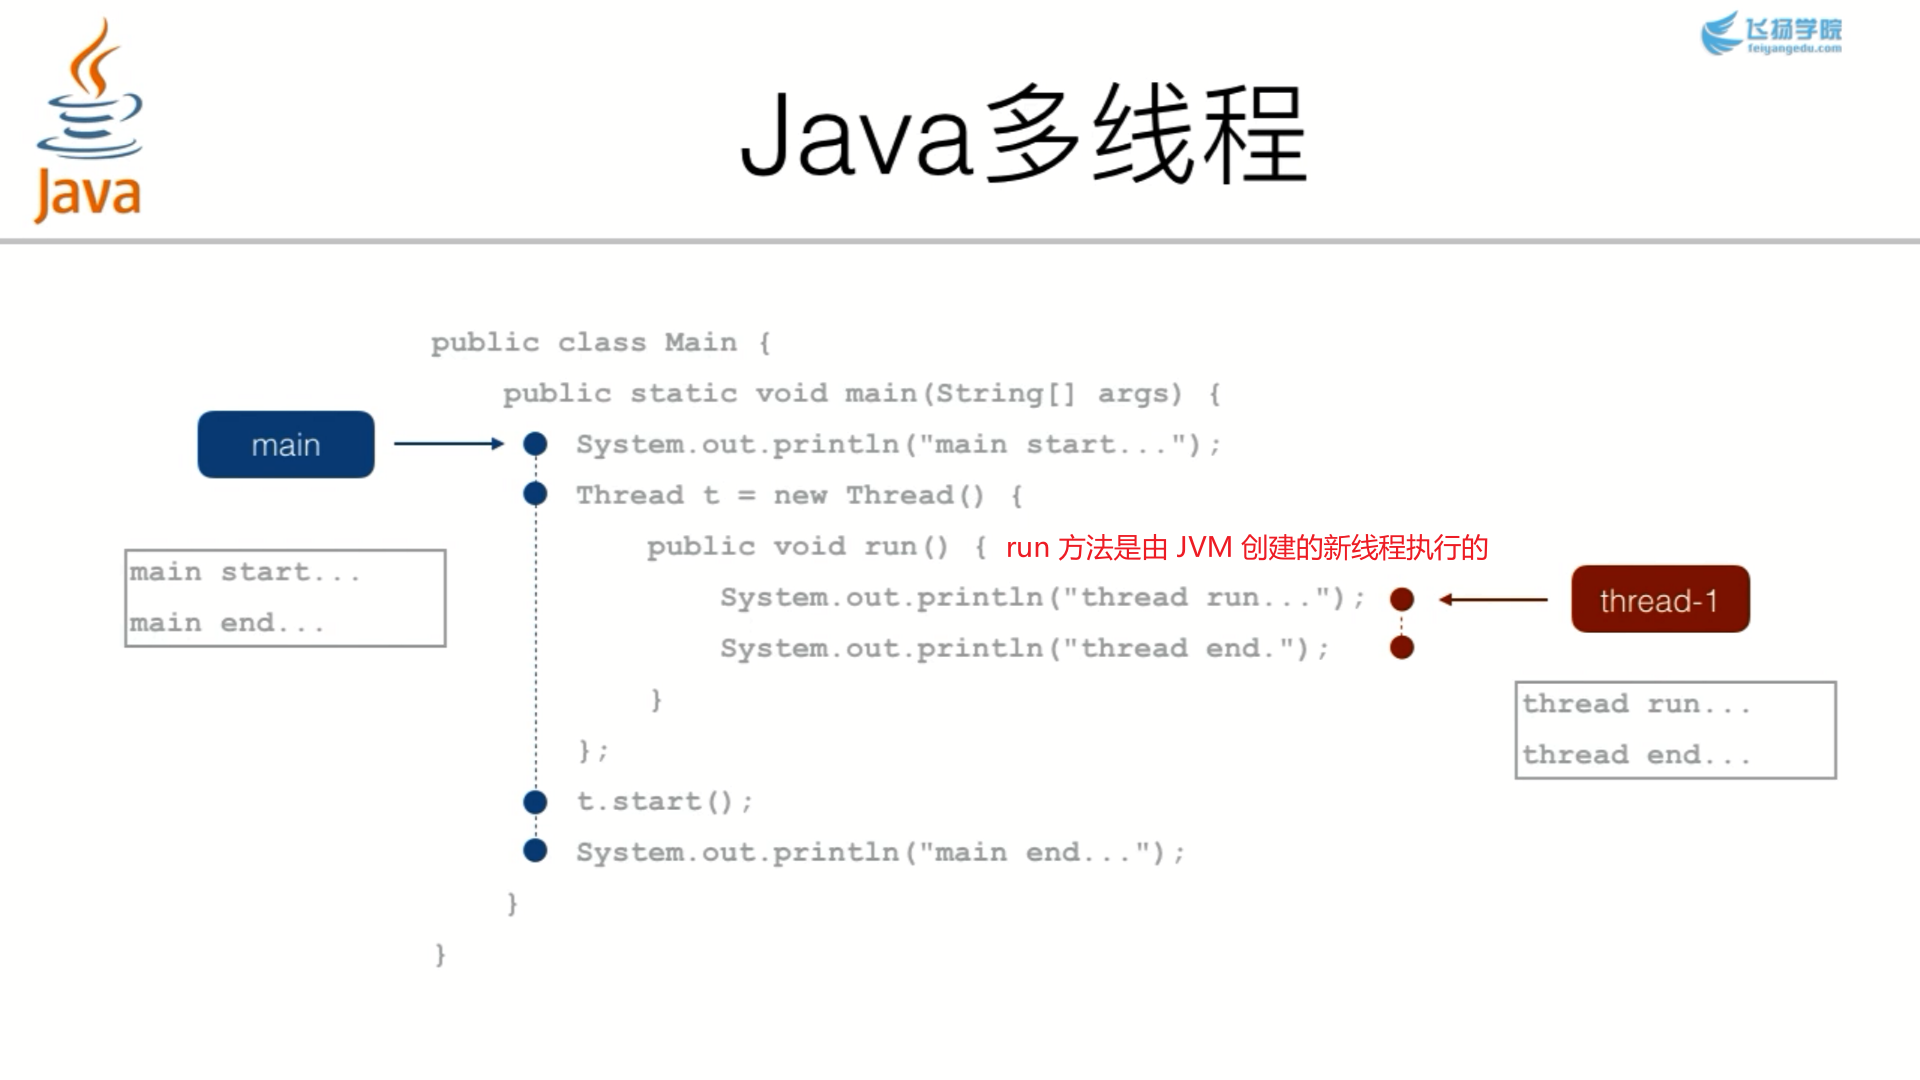 Java
飞扬学院
feiyangedu.com
Java多线程
public class Main {
public static void main(String[] args) {
main
System.out.println("main start...");
Thread t = new Thread() {
public void run() { run 方法是由 JVM 创建的新线程执行的
main start...
main end...
System.out.println("thread run...");
thread-1
System.out.println("thread end.");
}
thread run...
thread end...
};
t.start();
System.out.println("main end...");
}
}